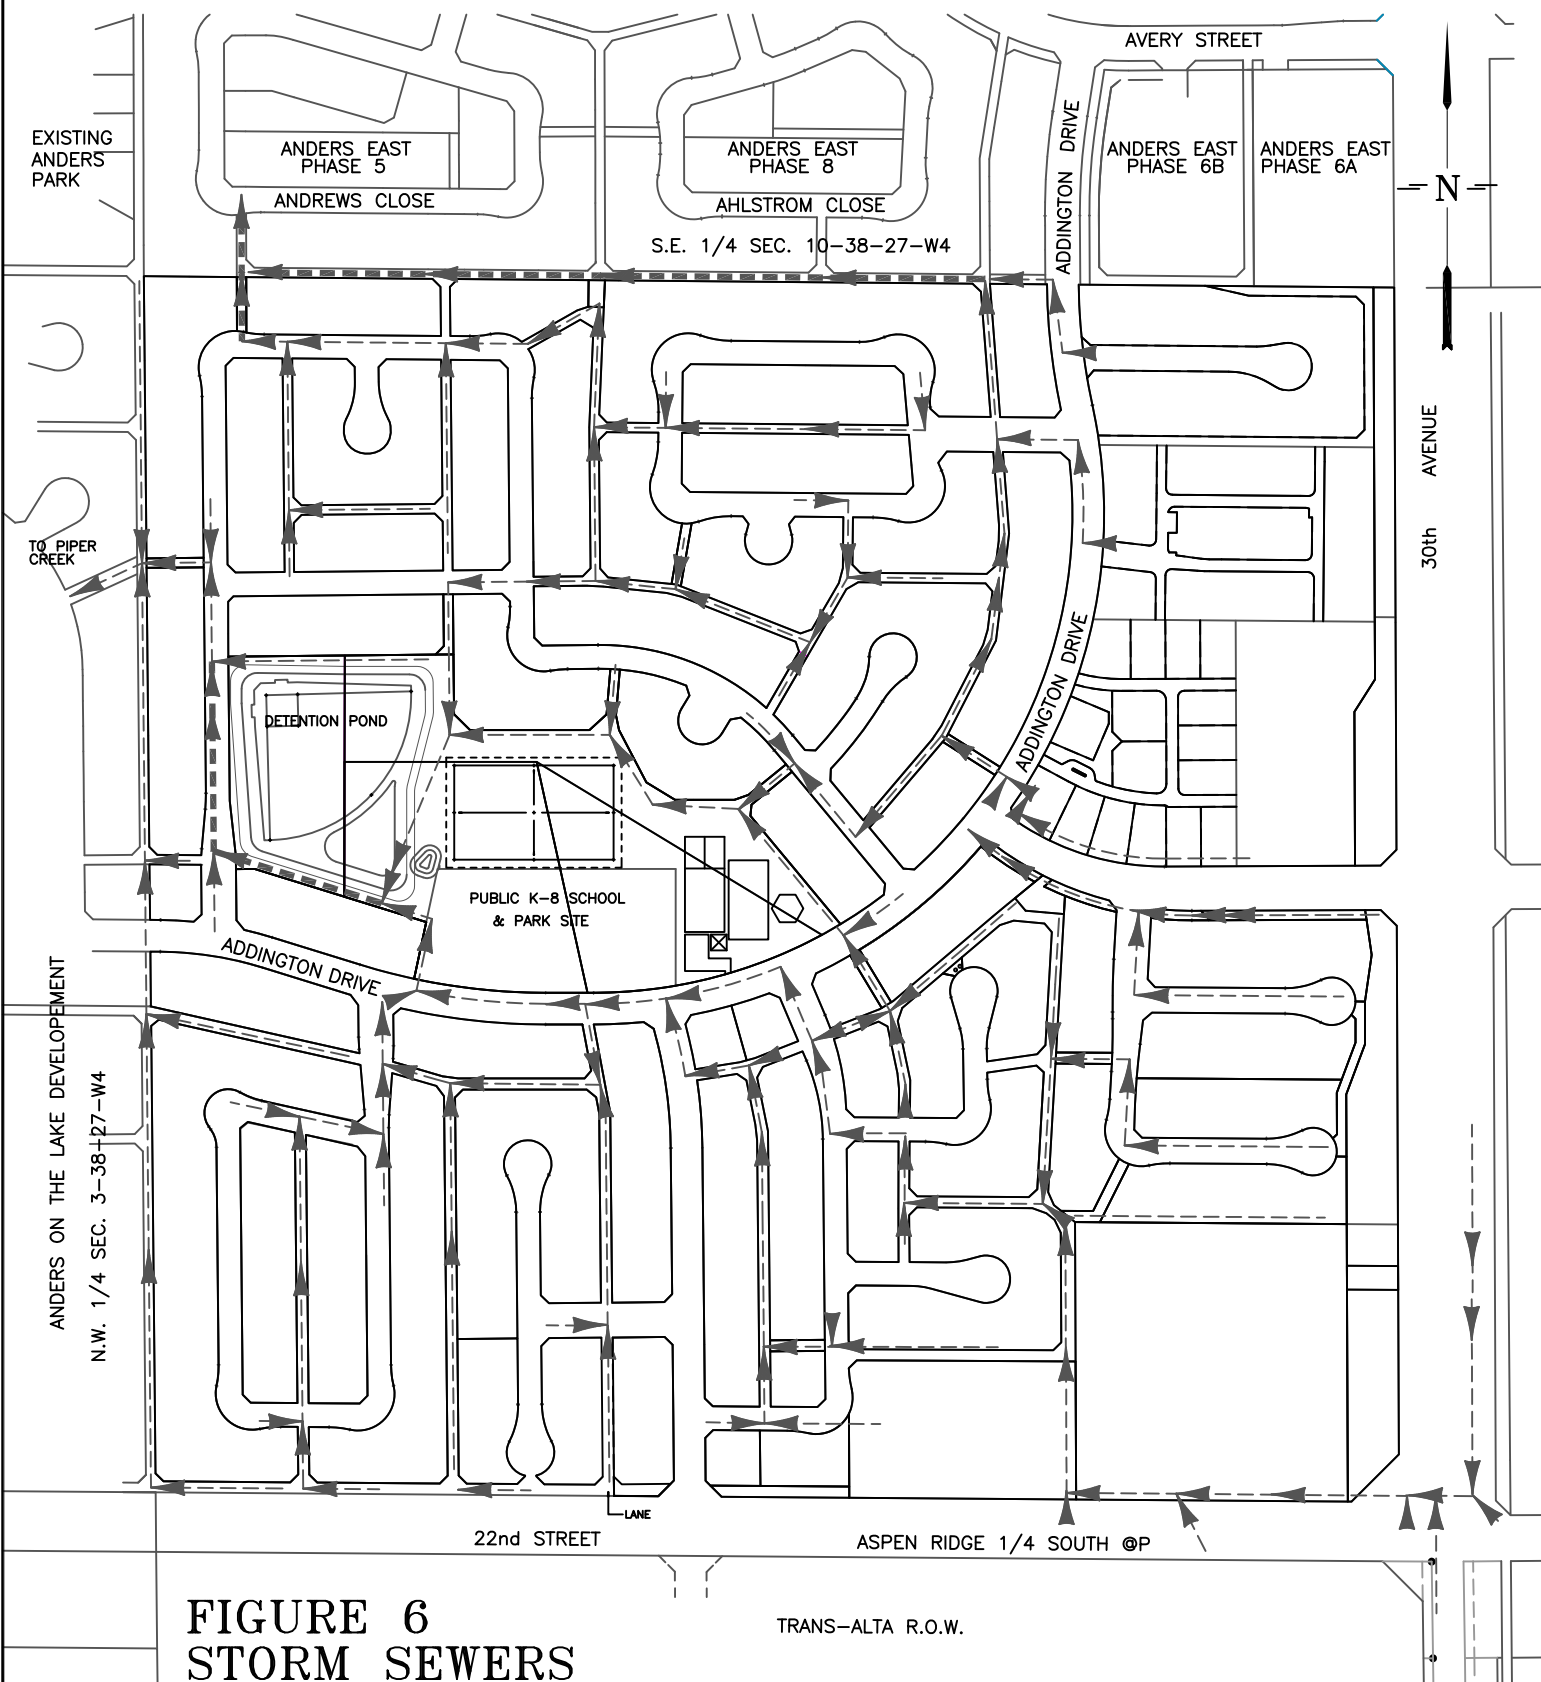 AVERY STREET
EXISTING
ANDERS
PARK
ANDERS EAST
PHASE 5
ANDREWS CLOSE
ANDERS EAST
PHASE 8
AHLSTROM CLOSE
S.E. 1/4 SEC. 10-38-27-W4
ADDINGTON DRIVE
ANDERS EAST
PHASE 6B
ANDERS EAST
PHASE 6A
N
30th AVENUE
TO PIPER
CREEK
DETENTION POND
ADDINGTON DRIVE
PUBLIC K-8 SCHOOL
& PARK SITE
ADDINGTON DRIVE
ANDERS ON THE LAKE DEVELOPEMENT
N.W. 1/4 SEC. 3-38-27-W4
LANE
22nd STREET
ASPEN RIDGE 1/4 SOUTH @P
TRANS-ALTA R.O.W.
FIGURE 6
STORM SEWERS